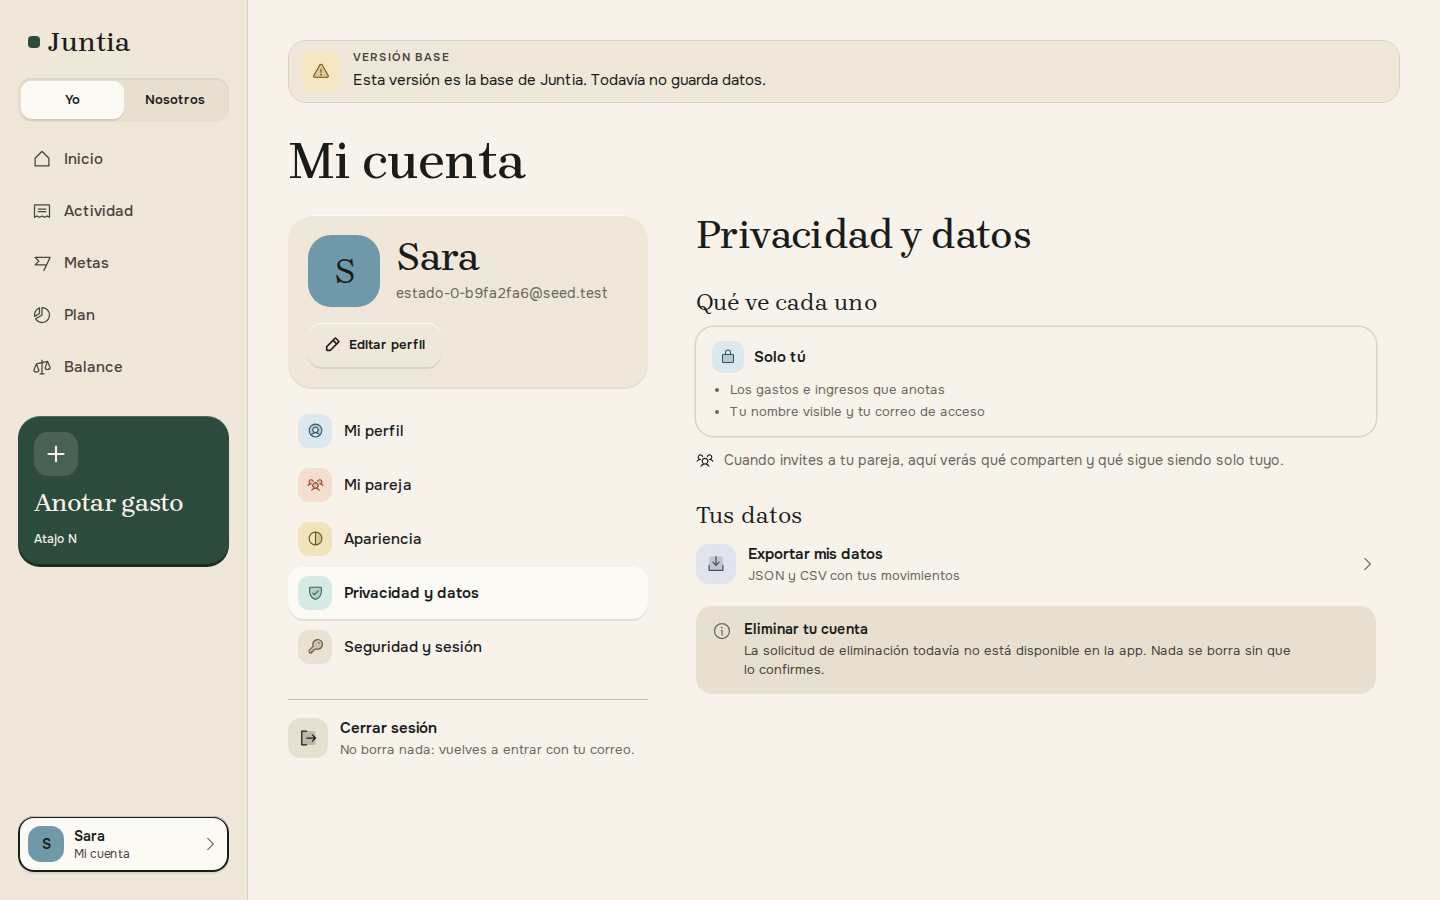 Juntia
Yo
Nosotros
Inicio
Actividad
Metas
Plan
Balance
Anotar gasto
Atajo N
S
Sara
Mi cuenta
VERSIÓN BASE
Esta versión es la base de Juntia. Todavía no guarda datos.
Mi cuenta
S
Sara
estado-0-b9fa2fa6@seed.test
Editar perfil
Mi perfil
Mi pareja
Apariencia
Privacidad y datos
Seguridad y sesión
Cerrar sesión
No borra nada: vuelves a entrar con tu correo.
Privacidad y datos
Qué ve cada uno
Solo tú
• Los gastos e ingresos que anotas
• Tu nombre visible y tu correo de acceso
Cuando invites a tu pareja, aquí verás qué comparten y qué sigue siendo solo tuyo.
Tus datos
Exportar mis datos
JSON y CSV con tus movimientos
Eliminar tu cuenta
La solicitud de eliminación todavía no está disponible en la app. Nada se borra sin que
lo confirmes.